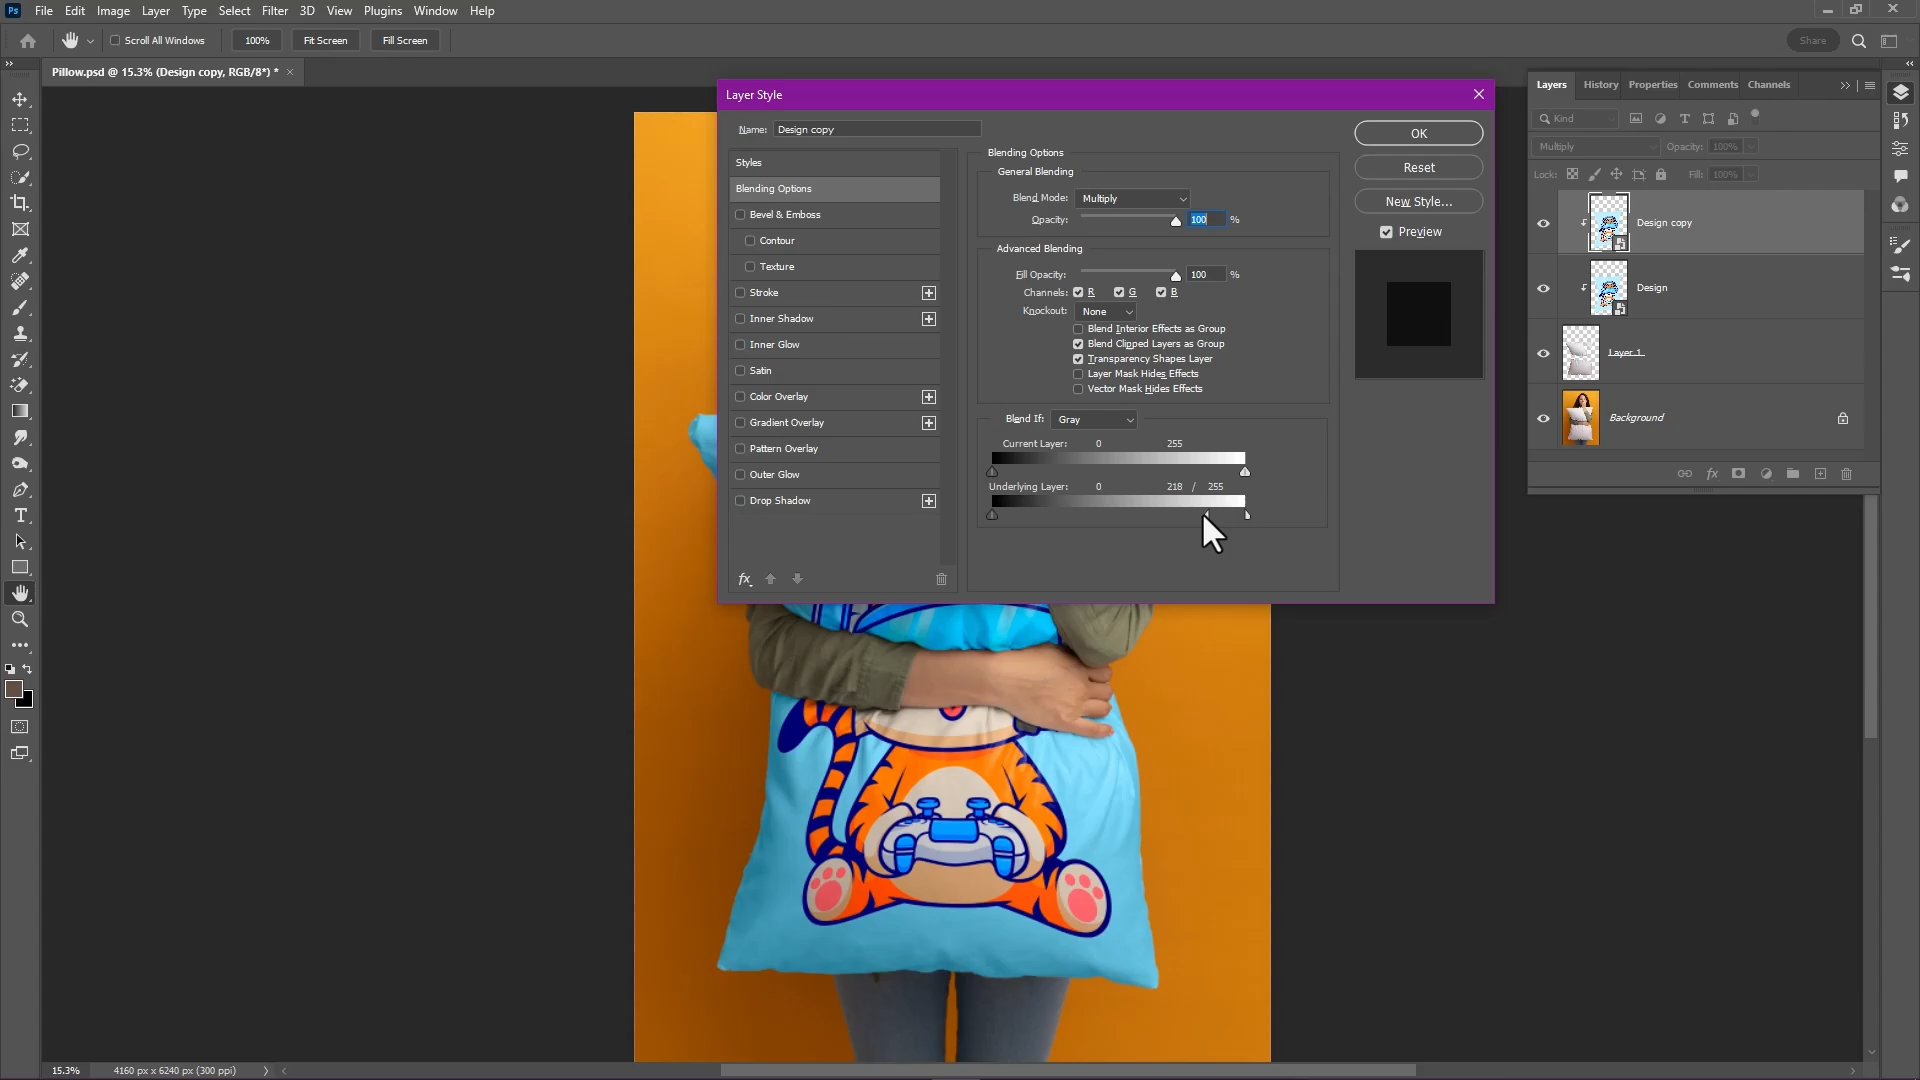 Ps File Edit Image Layer Type Select Filter 3D View Plugins Window Help
Scroll All Windows 100% Fit Screen Fill Screen Share
Pillow.psd @ 15.3% (Design copy, RGB/8*) *
Layer Style
Name: Design copy
Styles
Blending Options
Bevel & Emboss
Contour
Texture
Stroke
Inner Shadow
Inner Glow
Satin
Color Overlay
Gradient Overlay
Pattern Overlay
Outer Glow
Drop Shadow
fx
Blending Options
General Blending
Blend Mode: Multiply
Opacity: 100 %
Advanced Blending
Fill Opacity: 100 %
Channels: R G B
Knockout: None
Blend Interior Effects as Group
Blend Clipped Layers as Group
Transparency Shapes Layer
Layer Mask Hides Effects
Vector Mask Hides Effects
Blend If: Gray
Current Layer: 0 255
Underlying Layer: 0 218 / 255
OK
Reset
New Style...
Preview
Layers History Properties Comments Channels
Kind
Multiply Opacity: 100%
Lock: Fill: 100%
Design copy
Design
Layer 1
Background
fx
15.3% 4160 px x 6240 px (300 ppi)